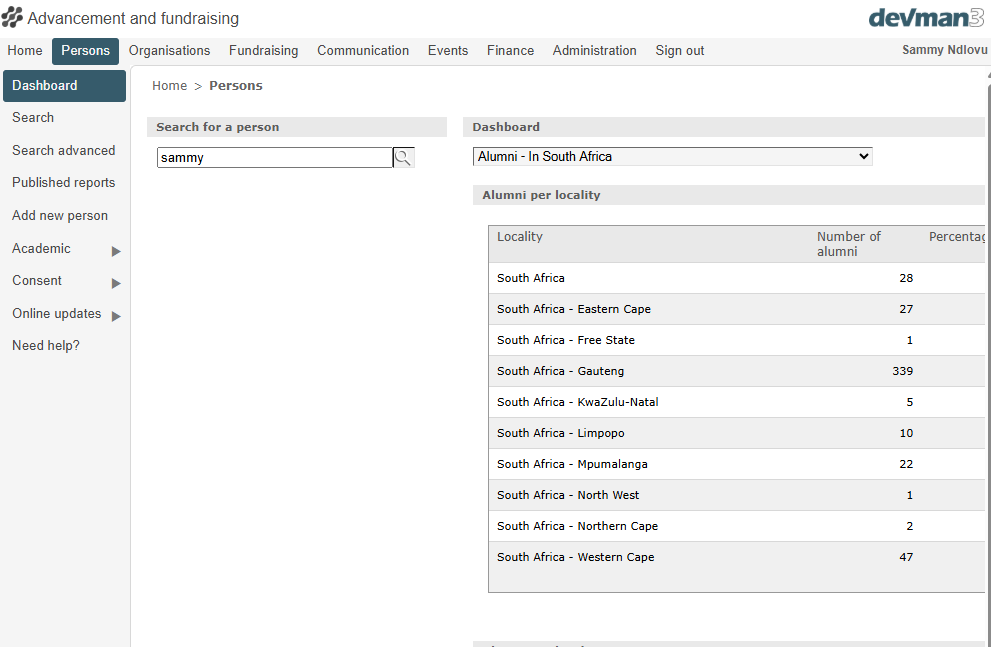 Advancement and fundraising
devman3
Home Persons Organisations Fundraising Communication Events Finance Administration Sign out Sammy Ndlovu
Dashboard
Search
Search advanced
Published reports
Add new person
Academic
Consent
Online updates
Need help?
Home > Persons
Search for a person
sammy
Dashboard
Alumni - In South Africa
Alumni per locality
Locality Number of alumni Percentag
South Africa 28
South Africa - Eastern Cape 27
South Africa - Free State 1
South Africa - Gauteng 339
South Africa - KwaZulu-Natal 5
South Africa - Limpopo 10
South Africa - Mpumalanga 22
South Africa - North West 1
South Africa - Northern Cape 2
South Africa - Western Cape 47